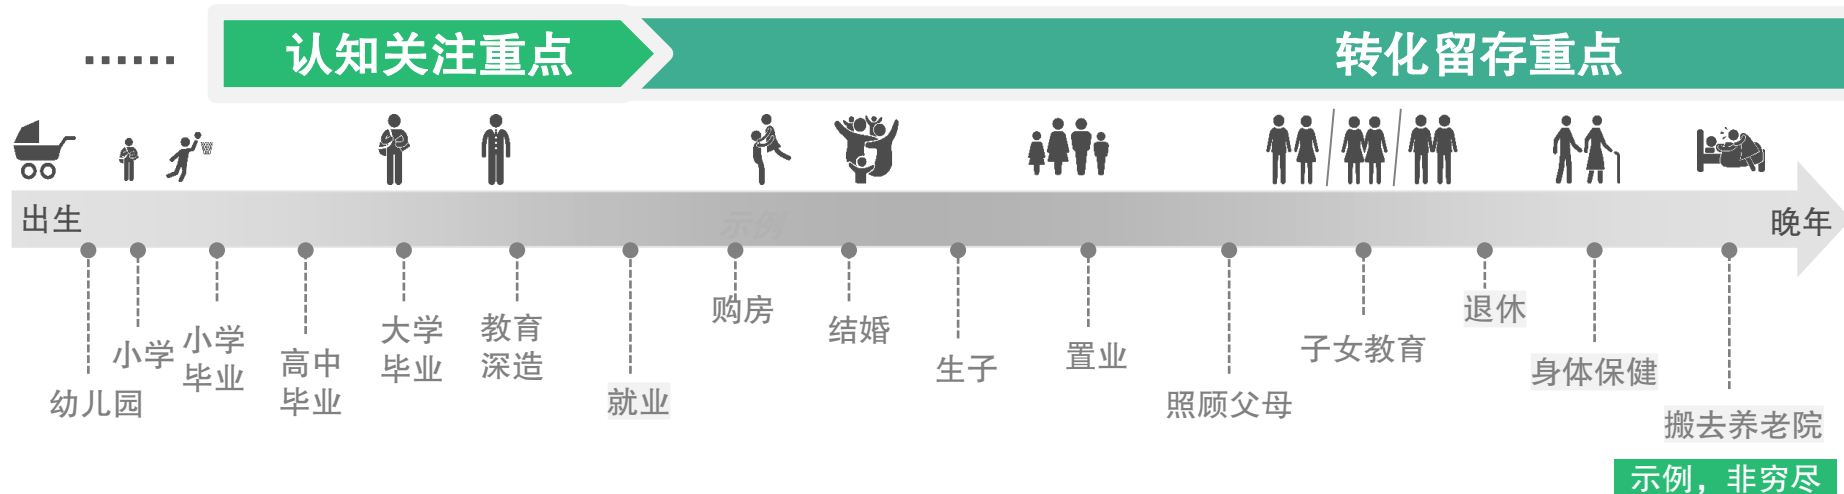 ······
认知关注重点
转化留存重点
出生
示例
晚年
幼儿园
小学
小学
毕业
高中
毕业
大学
毕业
教育
深造
就业
购房
结婚
生子
置业
照顾父母
子女教育
退休
身体保健
搬去养老院
示例，非穷尽